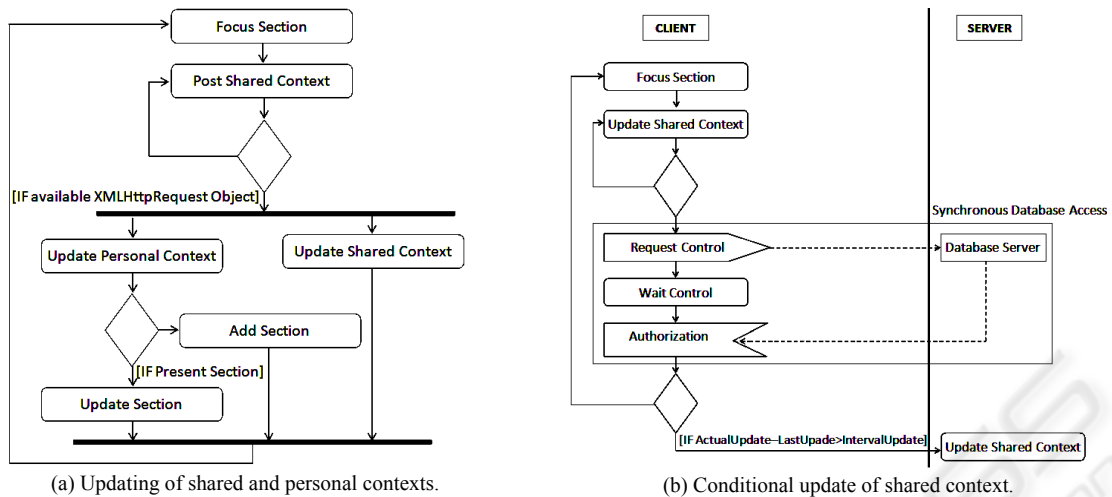 Focus Section
Post Shared Context
[IF available XMLHttpRequest Object]
Update Personal Context
Update Shared Context
Add Section
[IF Present Section]
Update Section
(a) Updating of shared and personal contexts.
CLIENT
SERVER
Focus Section
Update Shared Context
Synchronous Database Access
Request Control
Database Server
Wait Control
Authorization
[IF ActualUpdate–LastUpade>IntervalUpdate]
Update Shared Context
(b) Conditional update of shared context.